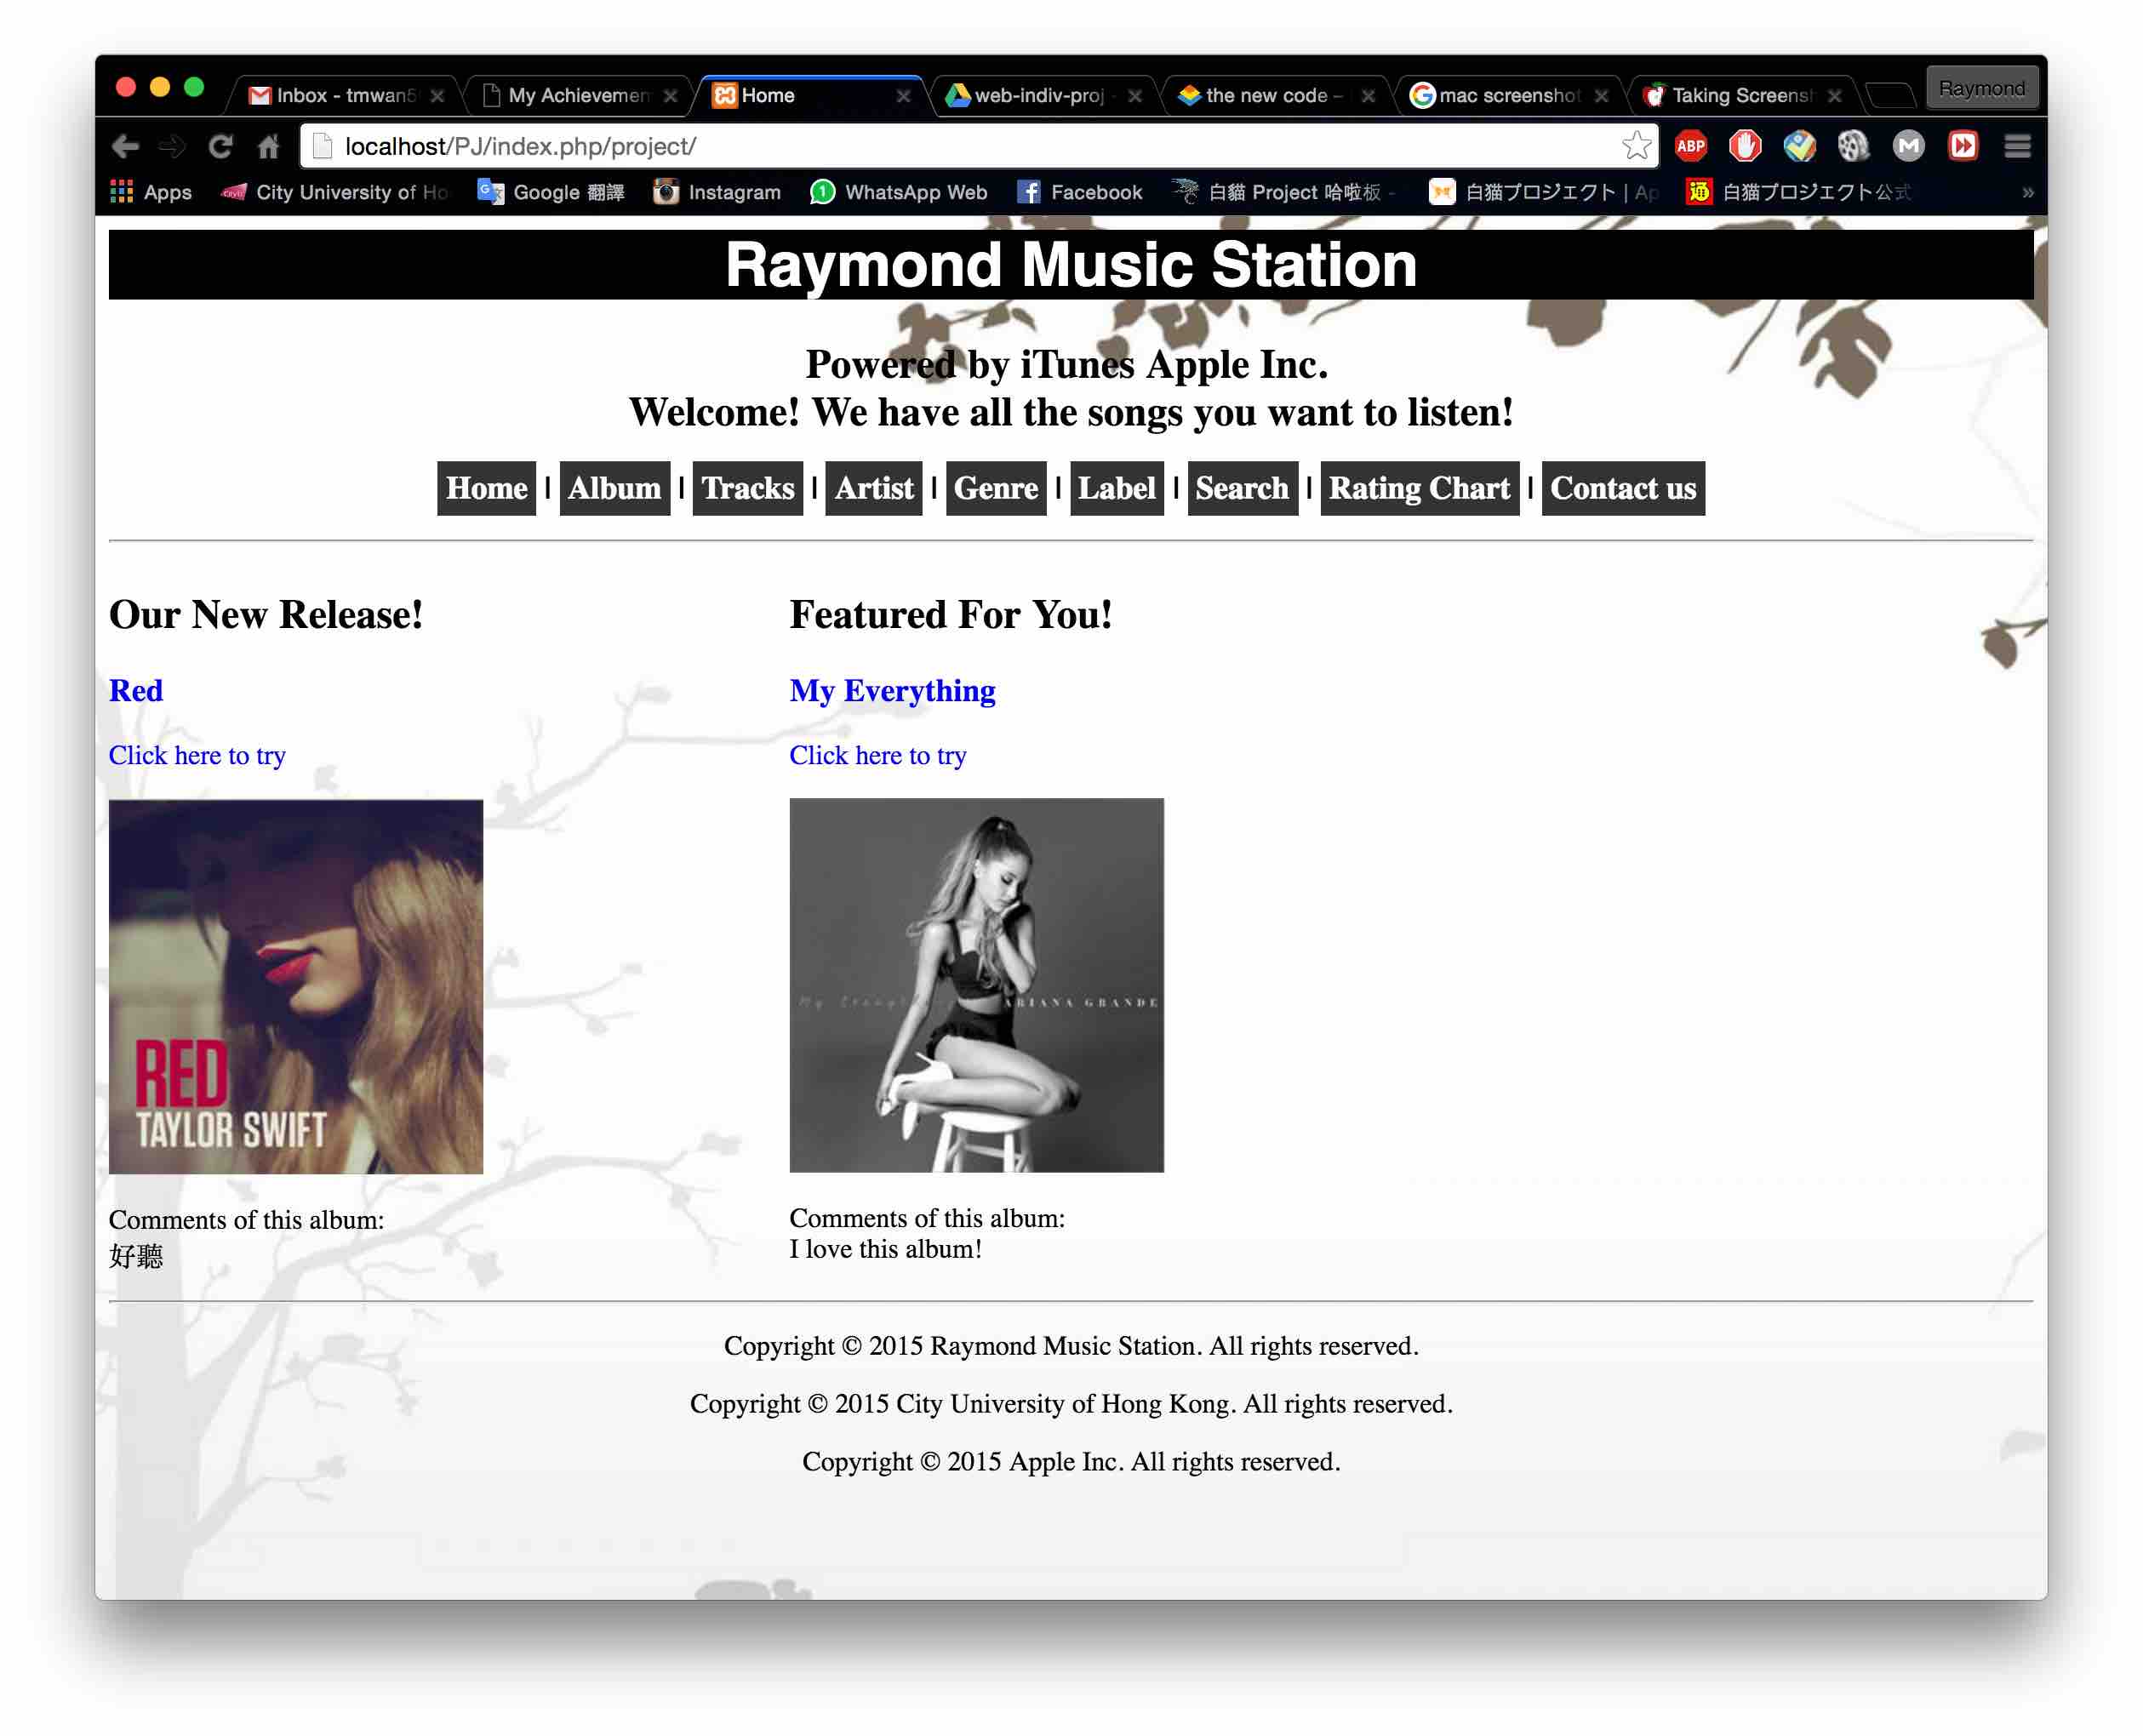 Inbox - tmwan5
My Achievemen
Home
web-indiv-proj
the new code –
mac screenshot
Taking Screensh
Raymond
localhost/PJ/index.php/project/
ABP
Apps
City University of Ho
Google 翻譯
Instagram
WhatsApp Web
Facebook
白貓 Project 哈啦板 -
白猫プロジェクト | Ap
白猫プロジェクト公式
Raymond Music Station
Powered by iTunes Apple Inc.
Welcome! We have all the songs you want to listen!
Home | Album | Tracks | Artist | Genre | Label | Search | Rating Chart | Contact us
Our New Release!
Red
Click here to try
RED
TAYLOR SWIFT
Comments of this album:
好聽
Featured For You!
My Everything
Click here to try
ARIANA GRANDE
Comments of this album:
I love this album!
Copyright © 2015 Raymond Music Station. All rights reserved.
Copyright © 2015 City University of Hong Kong. All rights reserved.
Copyright © 2015 Apple Inc. All rights reserved.